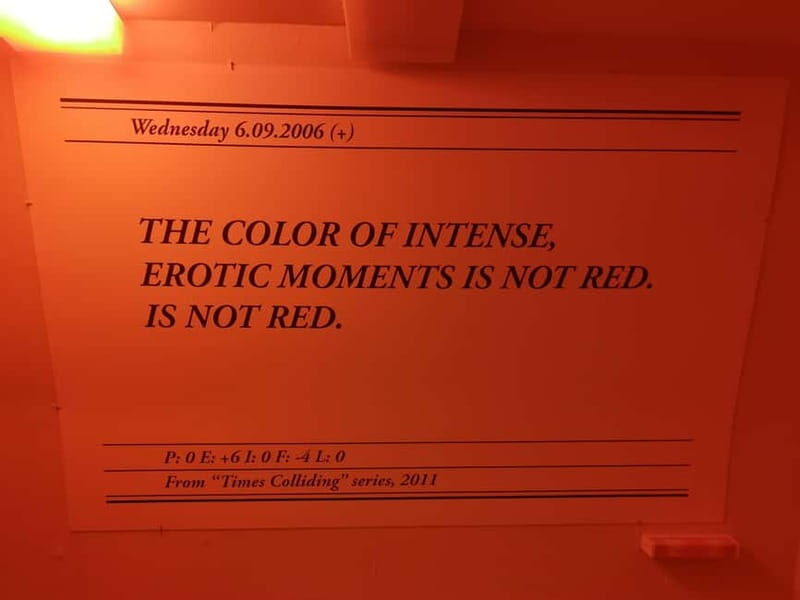 Wednesday 6.09.2006 (+)
THE COLOR OF INTENSE,
EROTIC MOMENTS IS NOT RED.
IS NOT RED.
P: 0 E: +6 I: 0 F: -4 L: 0
From “Times Colliding” series, 2011